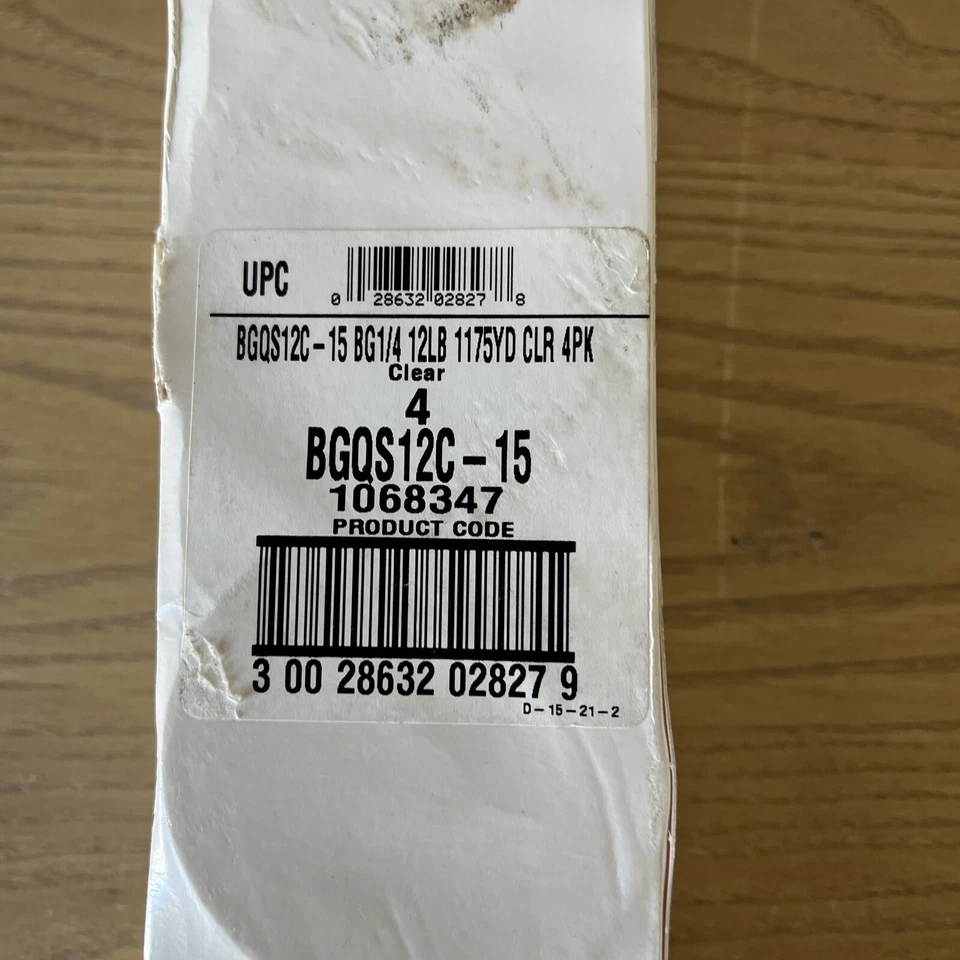 UPC
0 28632 02827 8
BGQS12C-15 BG1/4 12LB 1175YD CLR 4PK
Clear
4
BGQS12C-15
1068347
PRODUCT CODE
3 00 28632 02827 9
D-15-21-2